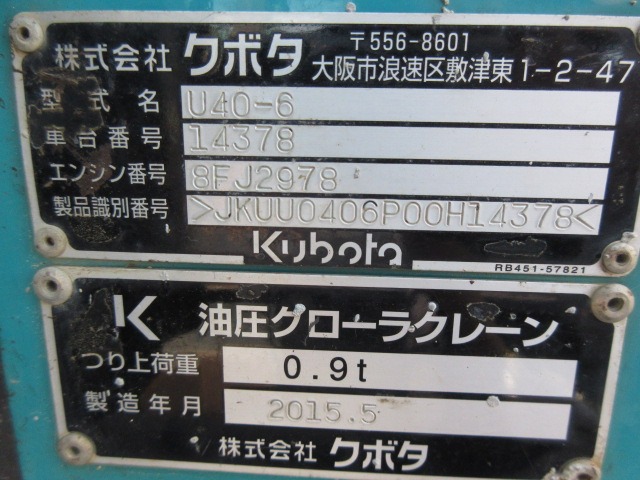 株式会社 クボタ 〒556-8601
大阪市浪速区敷津東1-2-47
型式名 U40-6
車台番号 14378
エンジン番号 8FJ2978
製品識別番号 >JKUU0406P00H14378<
Kubota
RB451-57821
K 油圧クローラクレーン
つり上荷重 0.9t
製造年月 2015.5
株式会社 クボタ